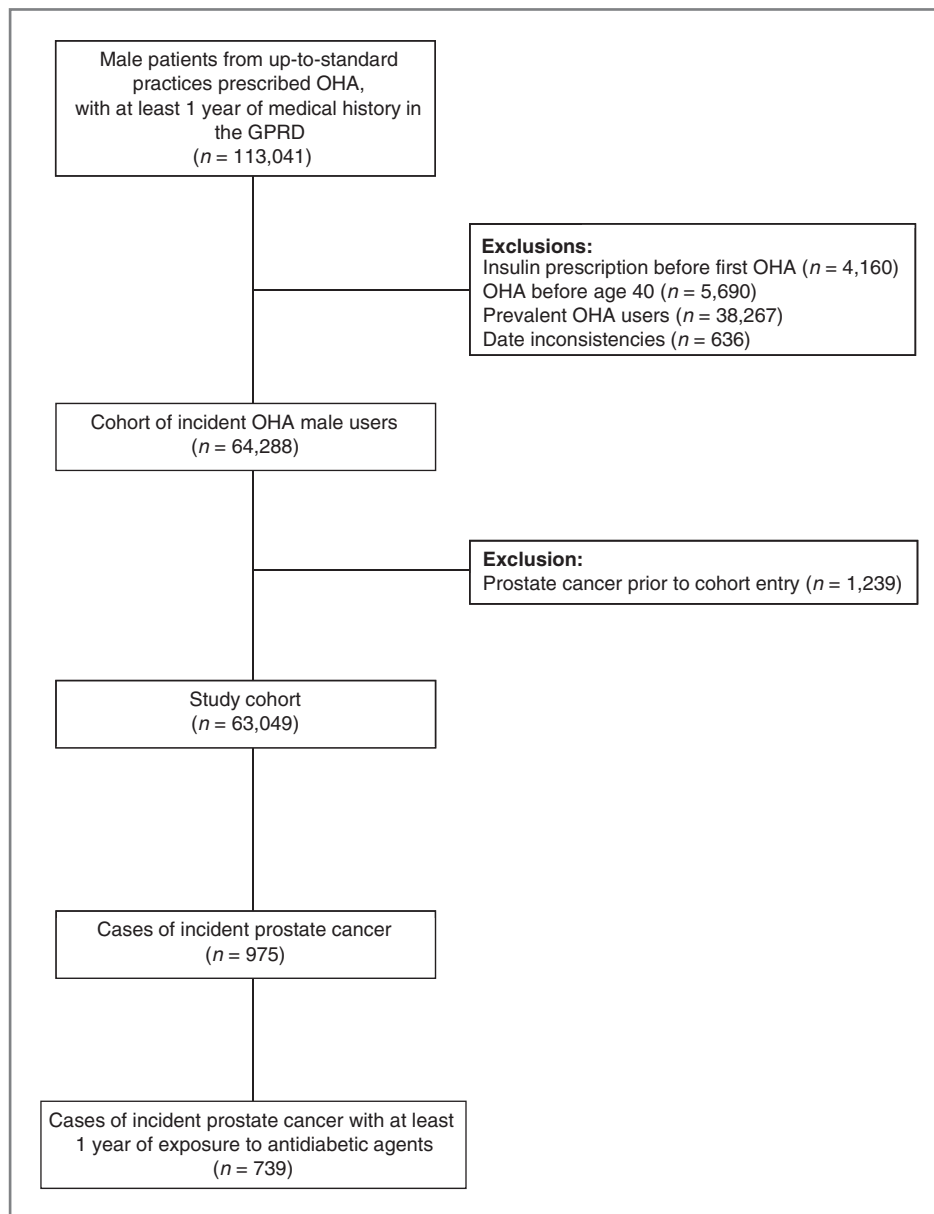 Male patients from up-to-standard
practices prescribed OHA,
with at least 1 year of medical history in
the GPRD
(n = 113,041)
Exclusions:
Insulin prescription before first OHA (n = 4,160)
OHA before age 40 (n = 5,690)
Prevalent OHA users (n = 38,267)
Date inconsistencies (n = 636)
Cohort of incident OHA male users
(n = 64,288)
Exclusion:
Prostate cancer prior to cohort entry (n = 1,239)
Study cohort
(n = 63,049)
Cases of incident prostate cancer
(n = 975)
Cases of incident prostate cancer with at least
1 year of exposure to antidiabetic agents
(n = 739)